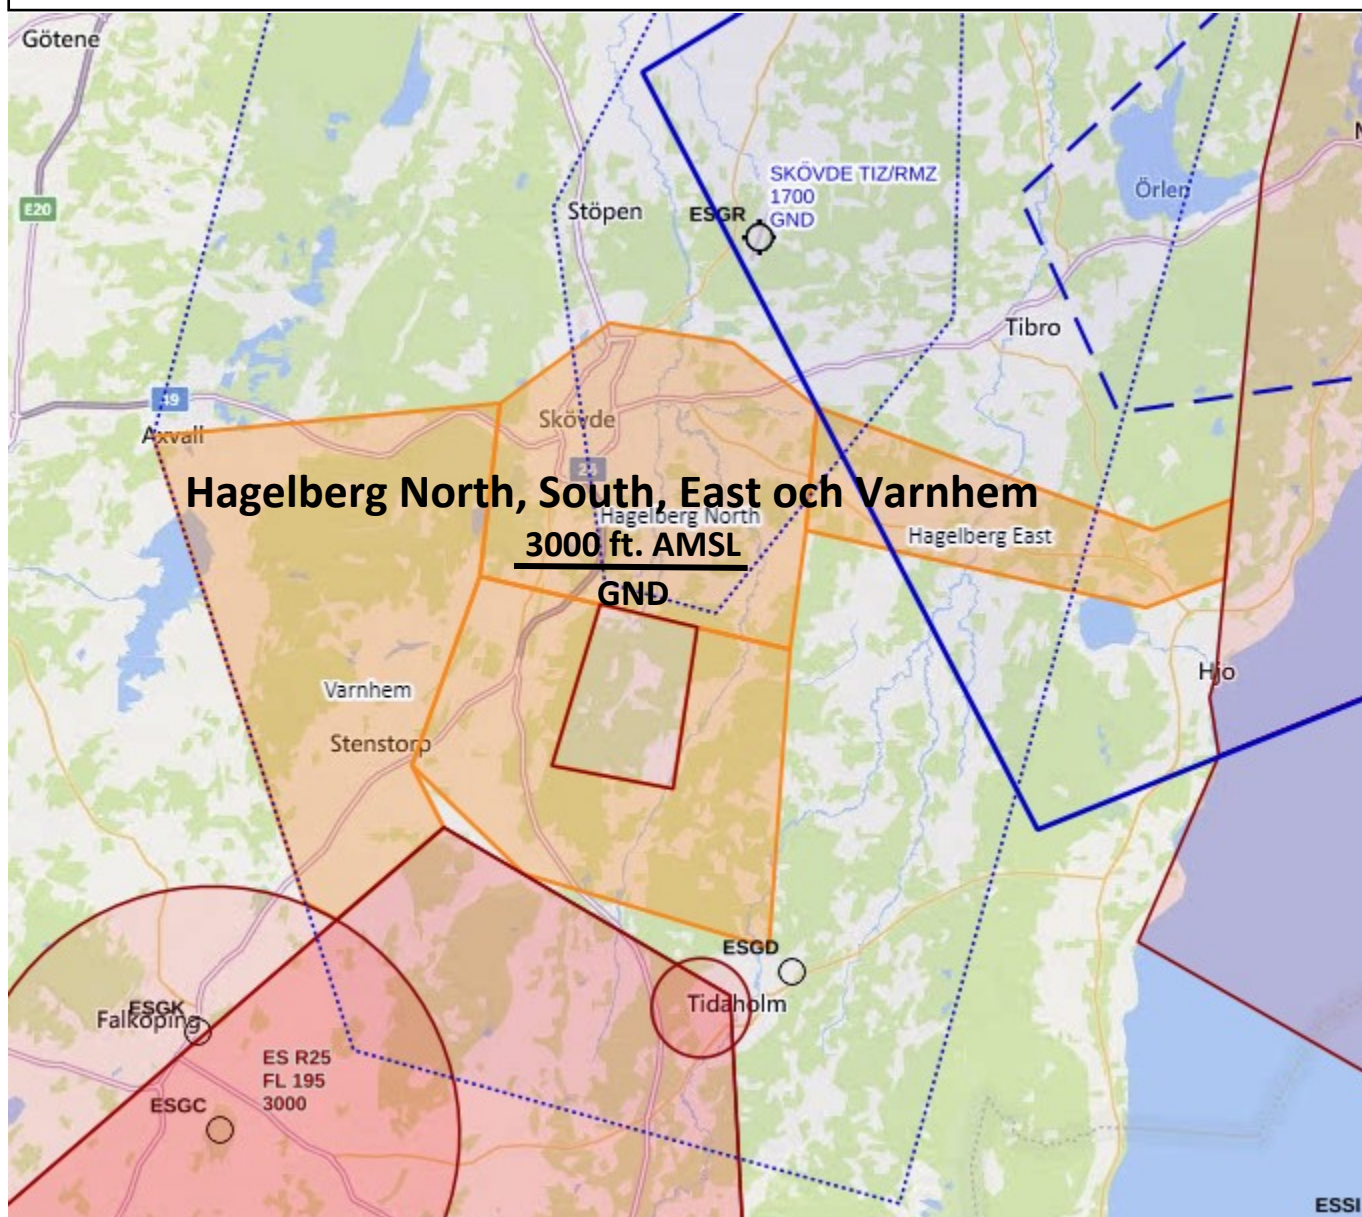 Götene
E20
SKÖVDE TIZ/RMZ
1700
GND
Örlen
Stöpen
ESGR
Tibro
49
Axvall
Skövde
26
Hagelberg North, South, East och Varnhem
Hagelberg North
Hagelberg East
3000 ft. AMSL
GND
Hjo
Varnhem
Stenstorp
ESGD
Tidaholm
ESGK
Falköping
ES R25
FL 195
3000
ESGC
ESSI